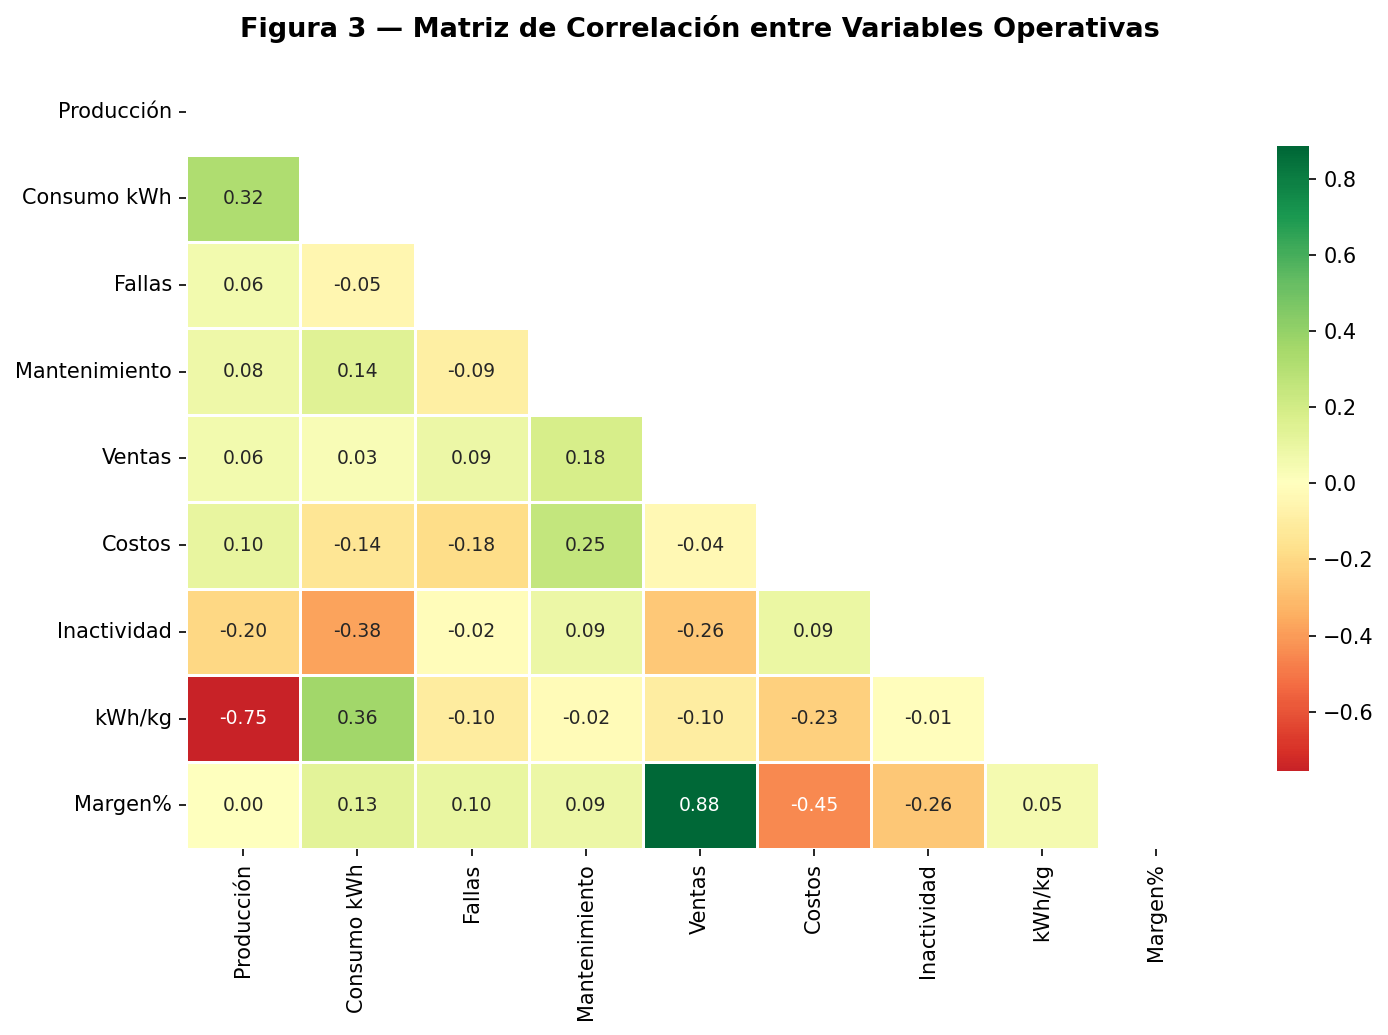 Figura 3 — Matriz de Correlación entre Variables Operativas
Producción
Consumo kWh 0.32
Fallas 0.06 -0.05
Mantenimiento 0.08 0.14 -0.09
Ventas 0.06 0.03 0.09 0.18
Costos 0.10 -0.14 -0.18 0.25 -0.04
Inactividad -0.20 -0.38 -0.02 0.09 -0.26 0.09
kWh/kg -0.75 0.36 -0.10 -0.02 -0.10 -0.23 -0.01
Margen% 0.00 0.13 0.10 0.09 0.88 -0.45 -0.26 0.05
Producción
Consumo kWh
Fallas
Mantenimiento
Ventas
Costos
Inactividad
kWh/kg
Margen%
0.8
0.6
0.4
0.2
0.0
−0.2
−0.4
−0.6